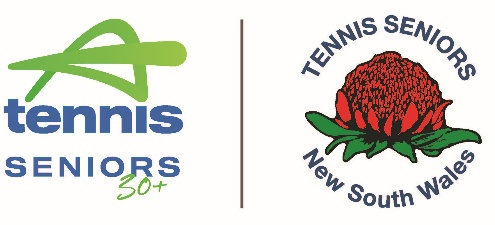 tennis
SENIORS
30+
TENNIS SENIORS
New South Wales